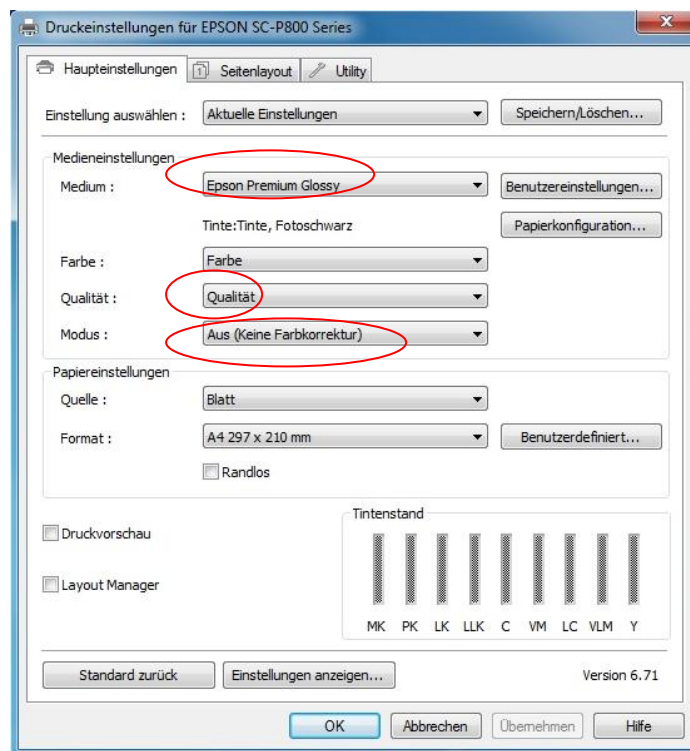 Druckeinstellungen für EPSON SC-P800 Series
Haupteinstellungen Seitenlayout Utility
Einstellung auswählen : Aktuelle Einstellungen Speichern/Löschen...
Medieneinstellungen
Medium : Epson Premium Glossy Benutzereinstellungen...
Tinte:Tinte, Fotoschwarz Papierkonfiguration...
Farbe : Farbe
Qualität : Qualität
Modus : Aus (Keine Farbkorrektur)
Papiereinstellungen
Quelle : Blatt
Format : A4 297 x 210 mm Benutzerdefiniert...
Randlos
Tintenstand
Druckvorschau
Layout Manager
MK PK LK LLK C VM LC VLM Y
Standard zurück Einstellungen anzeigen... Version 6.71
OK Abbrechen Übernehmen Hilfe